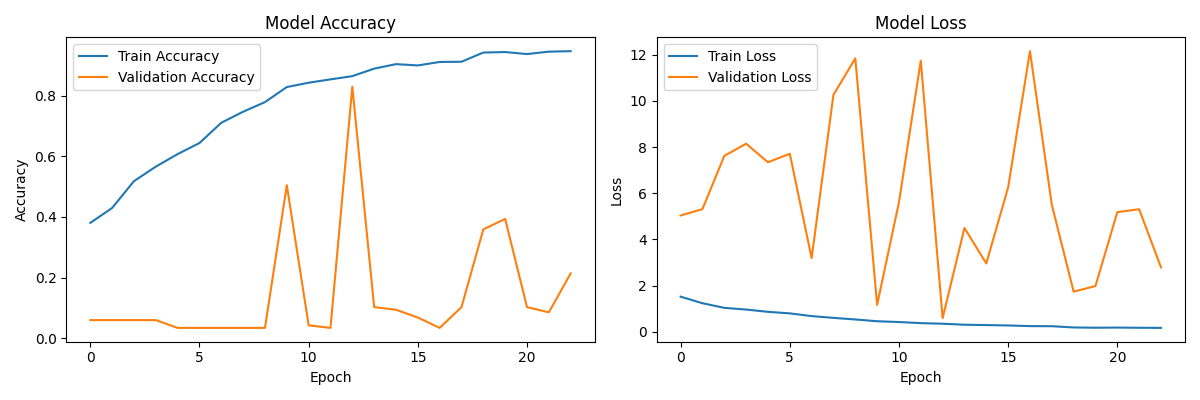 Model Accuracy
Train Accuracy
Validation Accuracy
Accuracy
0.8
0.6
0.4
0.2
0.0
0 5 10 15 20
Epoch
Model Loss
Train Loss
Validation Loss
Loss
12
10
8
6
4
2
0
0 5 10 15 20
Epoch